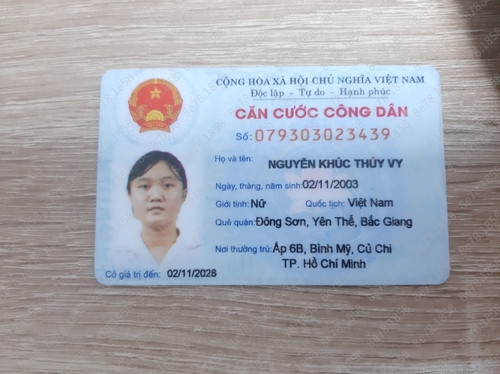 CỘNG HÒA XÃ HỘI CHỦ NGHĨA VIỆT NAM
Độc lập - Tự do - Hạnh phúc
CĂN CƯỚC CÔNG DÂN
Số: 079303023439
Họ và tên: NGUYỄN KHÚC THÚY VY
Ngày, tháng, năm sinh: 02/11/2003
Giới tính: Nữ Quốc tịch: Việt Nam
Quê quán: Đông Sơn, Yên Thế, Bắc Giang
Nơi thường trú: Ấp 6B, Bình Mỹ, Củ Chi
TP. Hồ Chí Minh
Có giá trị đến: 02/11/2028